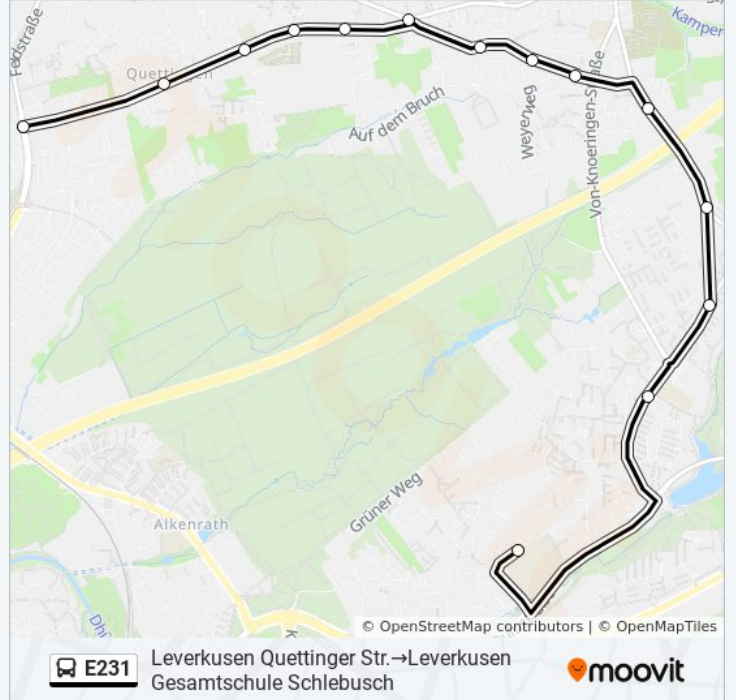 Feldstraße
Kamper
Quettingen
Auf dem Bruch
Weyerweg
Von-Knoeringen-Straße
Grüner Weg
Alkenrath
© OpenStreetMap contributors | © OpenMapTiles
E231
Leverkusen Quettinger Str.→Leverkusen
Gesamtschule Schlebusch
moovit